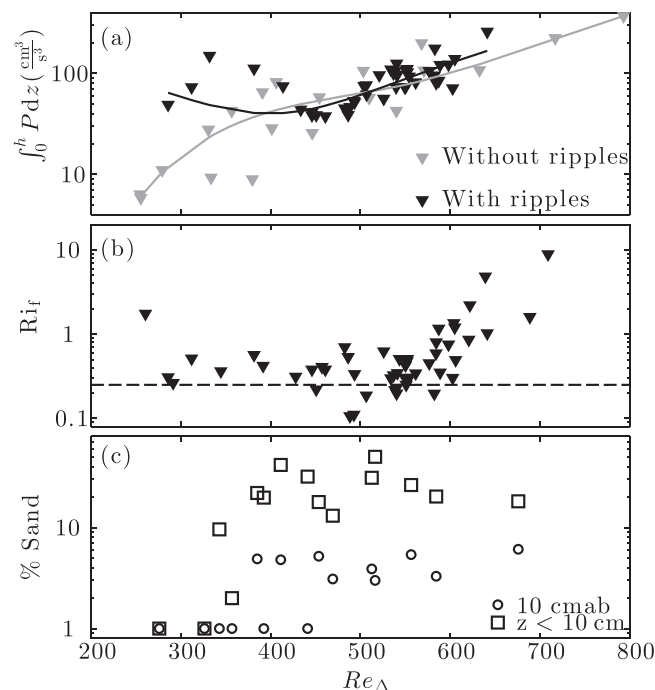 (a)
∫₀ʰ P dz (cm³/s³)
100
10
Without ripples
With ripples
(b)
Ri_f
10
1
0.1
(c)
% Sand
10
1
10 cmab
z < 10 cm
200 300 400 500 600 700 800
Re_Δ